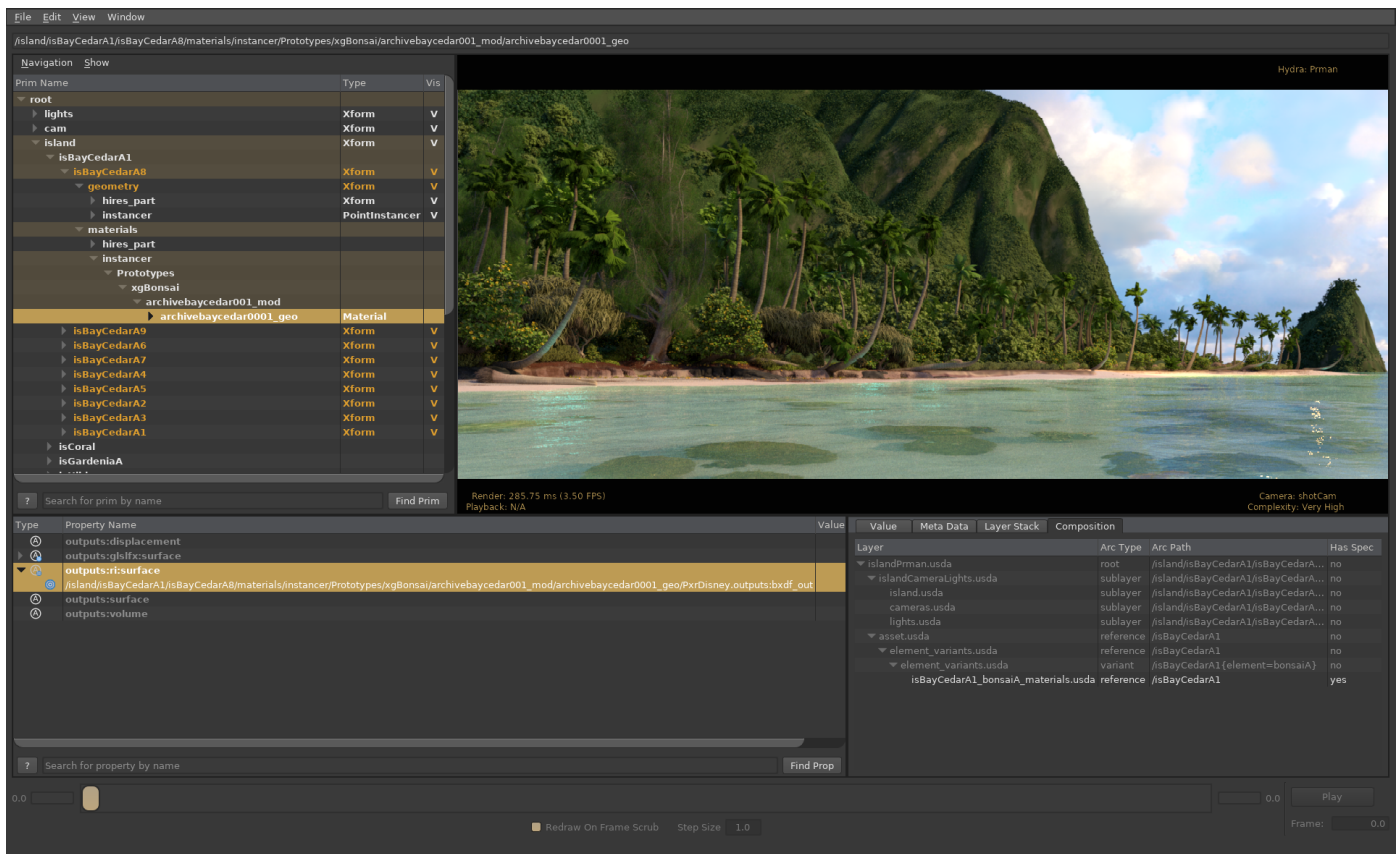 File Edit View Window
/island/isBayCedarA1/isBayCedarA8/materials/instancer/Prototypes/xgBonsai/archivebaycedar001_mod/archivebaycedar0001_geo
Navigation Show
Prim Name Type Vis
root
lights Xform V
cam Xform V
island Xform V
isBayCedarA1
isBayCedarA8 Xform V
geometry Xform V
hires_part Xform V
instancer PointInstancer V
materials
hires_part
instancer
Prototypes
xgBonsai
archivebaycedar001_mod
archivebaycedar0001_geo Material
isBayCedarA9 Xform V
isBayCedarA6 Xform V
isBayCedarA7 Xform V
isBayCedarA4 Xform V
isBayCedarA5 Xform V
isBayCedarA2 Xform V
isBayCedarA3 Xform V
isBayCedarA1 Xform V
isCoral
isGardeniaA
? Search for prim by name Find Prim
Hydra: Prman
Render: 285.75 ms (3.50 FPS)
Playback: N/A
Camera: shotCam
Complexity: Very High
Type Property Name Value
A outputs:displacement
A outputs:glslfx:surface
outputs:ri:surface
/island/isBayCedarA1/isBayCedarA8/materials/instancer/Prototypes/xgBonsai/archivebaycedar001_mod/archivebaycedar0001_geo/PxrDisney.outputs:bxdf_out
A outputs:surface
A outputs:volume
? Search for property by name Find Prop
Value Meta Data Layer Stack Composition
Layer Arc Type Arc Path Has Spec
islandPrman.usda root /island/isBayCedarA1/isBayCedarA... no
islandCameraLights.usda sublayer /island/isBayCedarA1/isBayCedarA... no
island.usda sublayer /island/isBayCedarA1/isBayCedarA... no
cameras.usda sublayer /island/isBayCedarA1/isBayCedarA... no
lights.usda sublayer /island/isBayCedarA1/isBayCedarA... no
asset.usda reference /isBayCedarA1 no
element_variants.usda reference /isBayCedarA1 no
element_variants.usda variant /isBayCedarA1{element=bonsaiA} no
isBayCedarA1_bonsaiA_materials.usda reference /isBayCedarA1 yes
0.0 0.0 Play
Redraw On Frame Scrub Step Size 1.0
Frame: 0.0